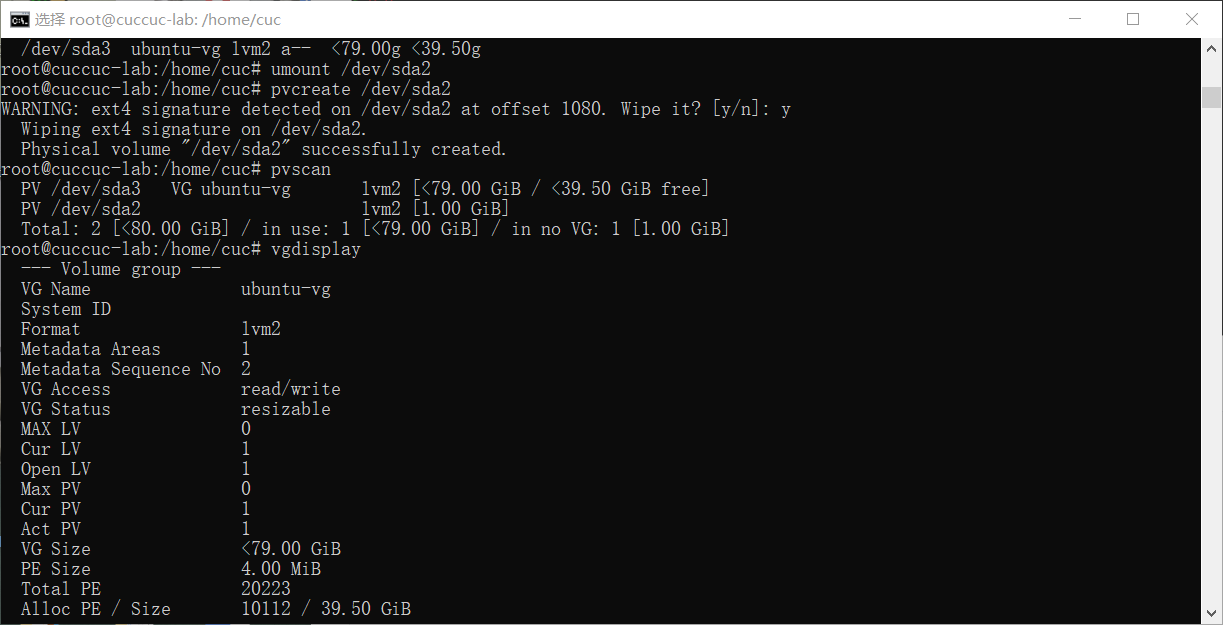 选择 root@cuccuc-lab: /home/cuc
/dev/sda3  ubuntu-vg lvm2 a--  <79.00g <39.50g
root@cuccuc-lab:/home/cuc# umount /dev/sda2
root@cuccuc-lab:/home/cuc# pvcreate /dev/sda2
WARNING: ext4 signature detected on /dev/sda2 at offset 1080. Wipe it? [y/n]: y
  Wiping ext4 signature on /dev/sda2.
  Physical volume "/dev/sda2" successfully created.
root@cuccuc-lab:/home/cuc# pvscan
  PV /dev/sda3   VG ubuntu-vg       lvm2 [<79.00 GiB / <39.50 GiB free]
  PV /dev/sda2                      lvm2 [1.00 GiB]
  Total: 2 [<80.00 GiB] / in use: 1 [<79.00 GiB] / in no VG: 1 [1.00 GiB]
root@cuccuc-lab:/home/cuc# vgdisplay
  --- Volume group ---
  VG Name               ubuntu-vg
  System ID
  Format                lvm2
  Metadata Areas        1
  Metadata Sequence No  2
  VG Access             read/write
  VG Status             resizable
  MAX LV                0
  Cur LV                1
  Open LV               1
  Max PV                0
  Cur PV                1
  Act PV                1
  VG Size               <79.00 GiB
  PE Size               4.00 MiB
  Total PE              20223
  Alloc PE / Size       10112 / 39.50 GiB